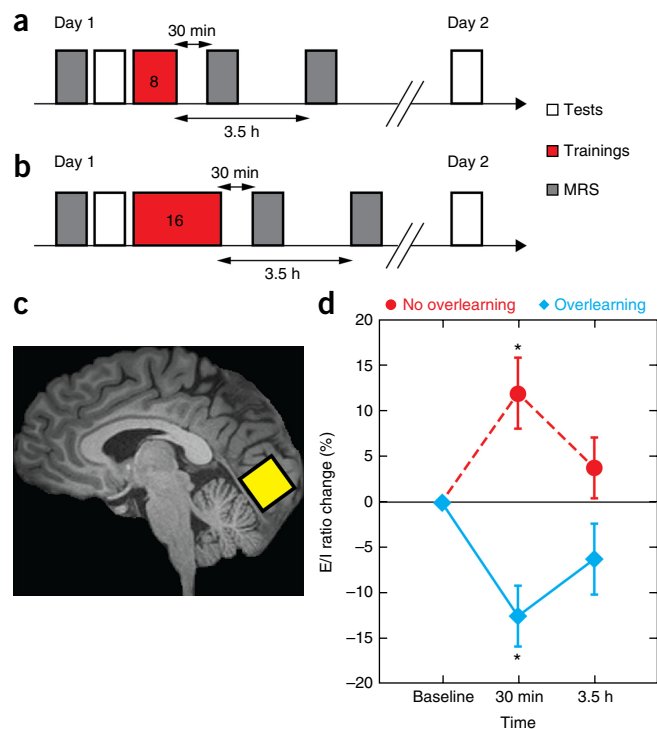 a
Day 1
30 min
Day 2
8
3.5 h
Tests
Trainings
MRS
b
Day 1
30 min
Day 2
16
3.5 h
c
d
No overlearning
Overlearning
20
15
10
5
0
–5
–10
–15
–20
E/I ratio change (%)
*
*
Baseline 30 min 3.5 h
Time